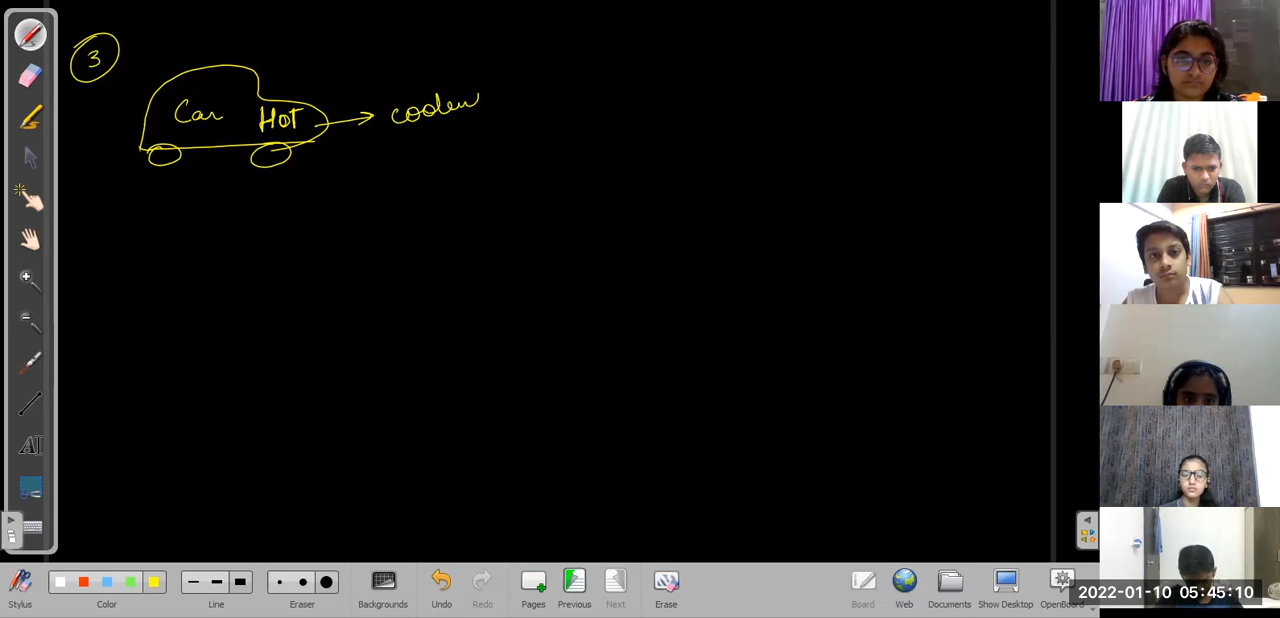 3
Car Hot → cooler
Stylus Color Line Eraser Backgrounds Undo Redo Pages Previous Next Erase Board Web Documents Show Desktop OpenBoard
2022-01-10 05:45:10